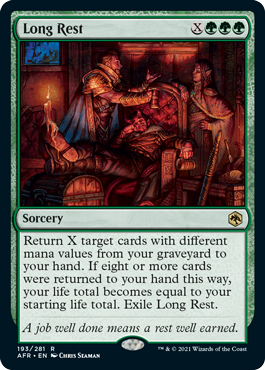 Long Rest X
Sorcery
Return X target cards with different
mana values from your graveyard to
your hand. If eight or more cards
were returned to your hand this way,
your life total becomes equal to your
starting life total. Exile Long Rest.
A job well done means a rest well earned.
193/281 R
AFR • EN CHRIS SEAMAN
™ & © 2021 Wizards of the Coast